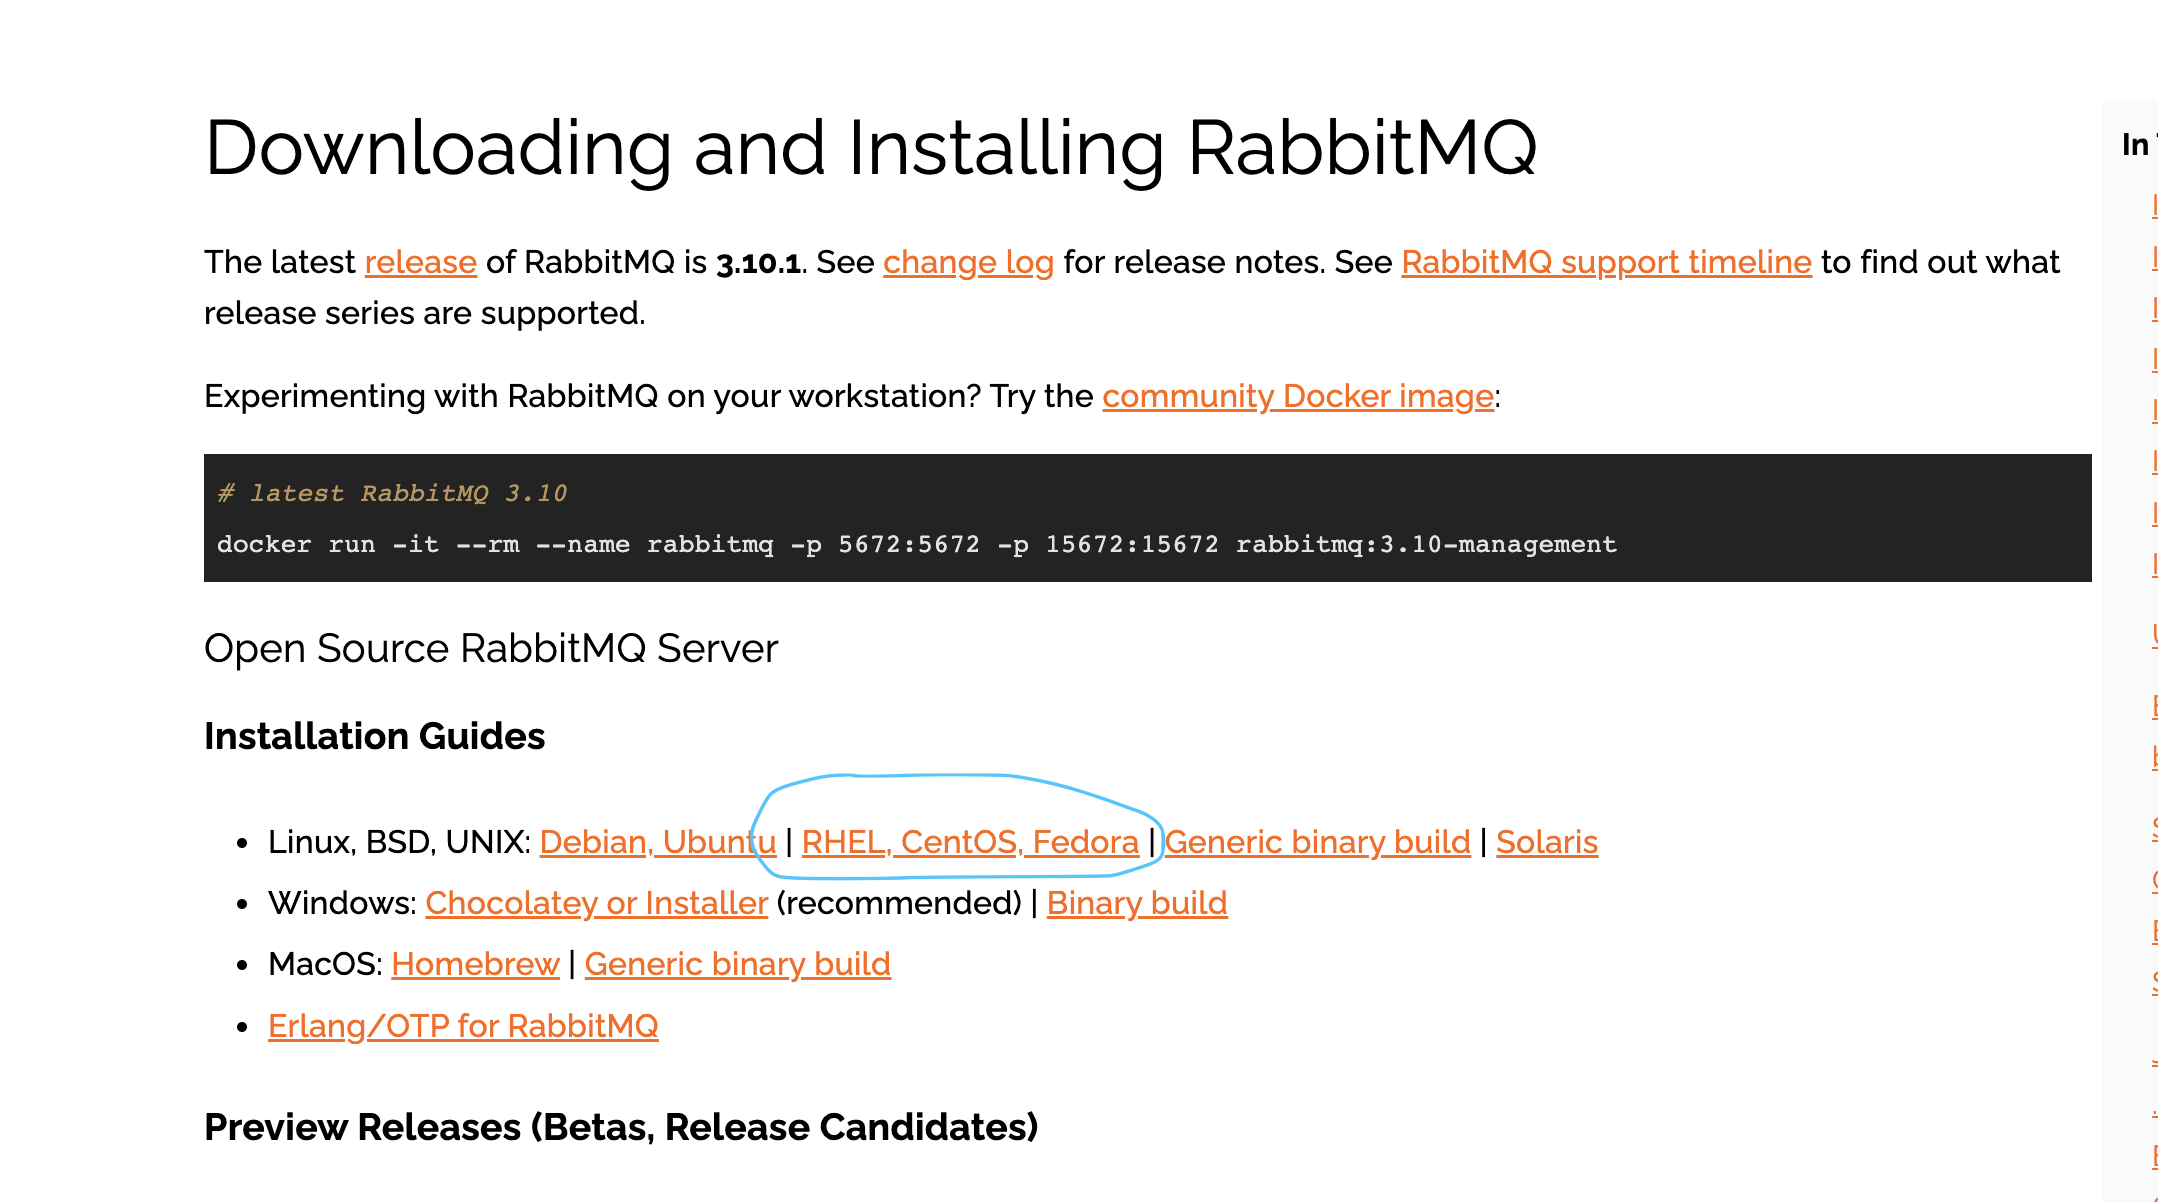 Downloading and Installing RabbitMQ
In
The latest release of RabbitMQ is 3.10.1. See change log for release notes. See RabbitMQ support timeline to find out what
release series are supported.
Experimenting with RabbitMQ on your workstation? Try the community Docker image:
# latest RabbitMQ 3.10
docker run -it --rm --name rabbitmq -p 5672:5672 -p 15672:15672 rabbitmq:3.10-management
Open Source RabbitMQ Server
Installation Guides
• Linux, BSD, UNIX: Debian, Ubuntu | RHEL, CentOS, Fedora | Generic binary build | Solaris
• Windows: Chocolatey or Installer (recommended) | Binary build
• MacOS: Homebrew | Generic binary build
• Erlang/OTP for RabbitMQ
Preview Releases (Betas, Release Candidates)